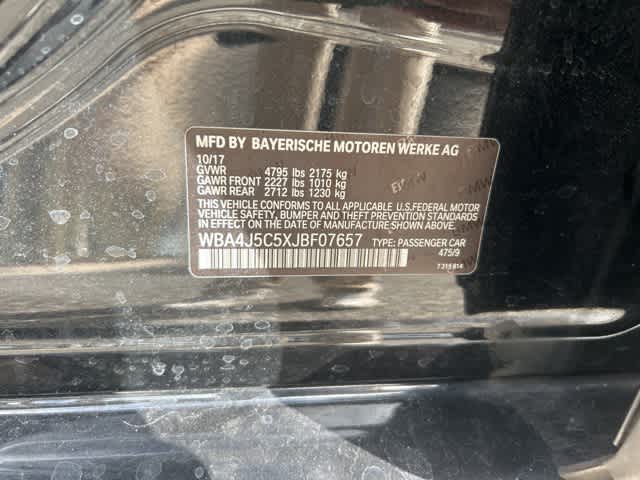 MFD BY BAYERISCHE MOTOREN WERKE AG
10/17
GVWR 4795 lbs 2175 kg
GAWR FRONT 2227 lbs 1010 kg
GAWR REAR 2712 lbs 1230 kg
THIS VEHICLE CONFORMS TO ALL APPLICABLE U.S.FEDERAL MOTOR
VEHICLE SAFETY, BUMPER AND THEFT PREVENTION STANDARDS
IN EFFECT ON THE DATE OF MANUFACTURE SHOWN ABOVE.
WBA4J5C5XJBF07657 TYPE: PASSENGER CAR
475/9
7315814